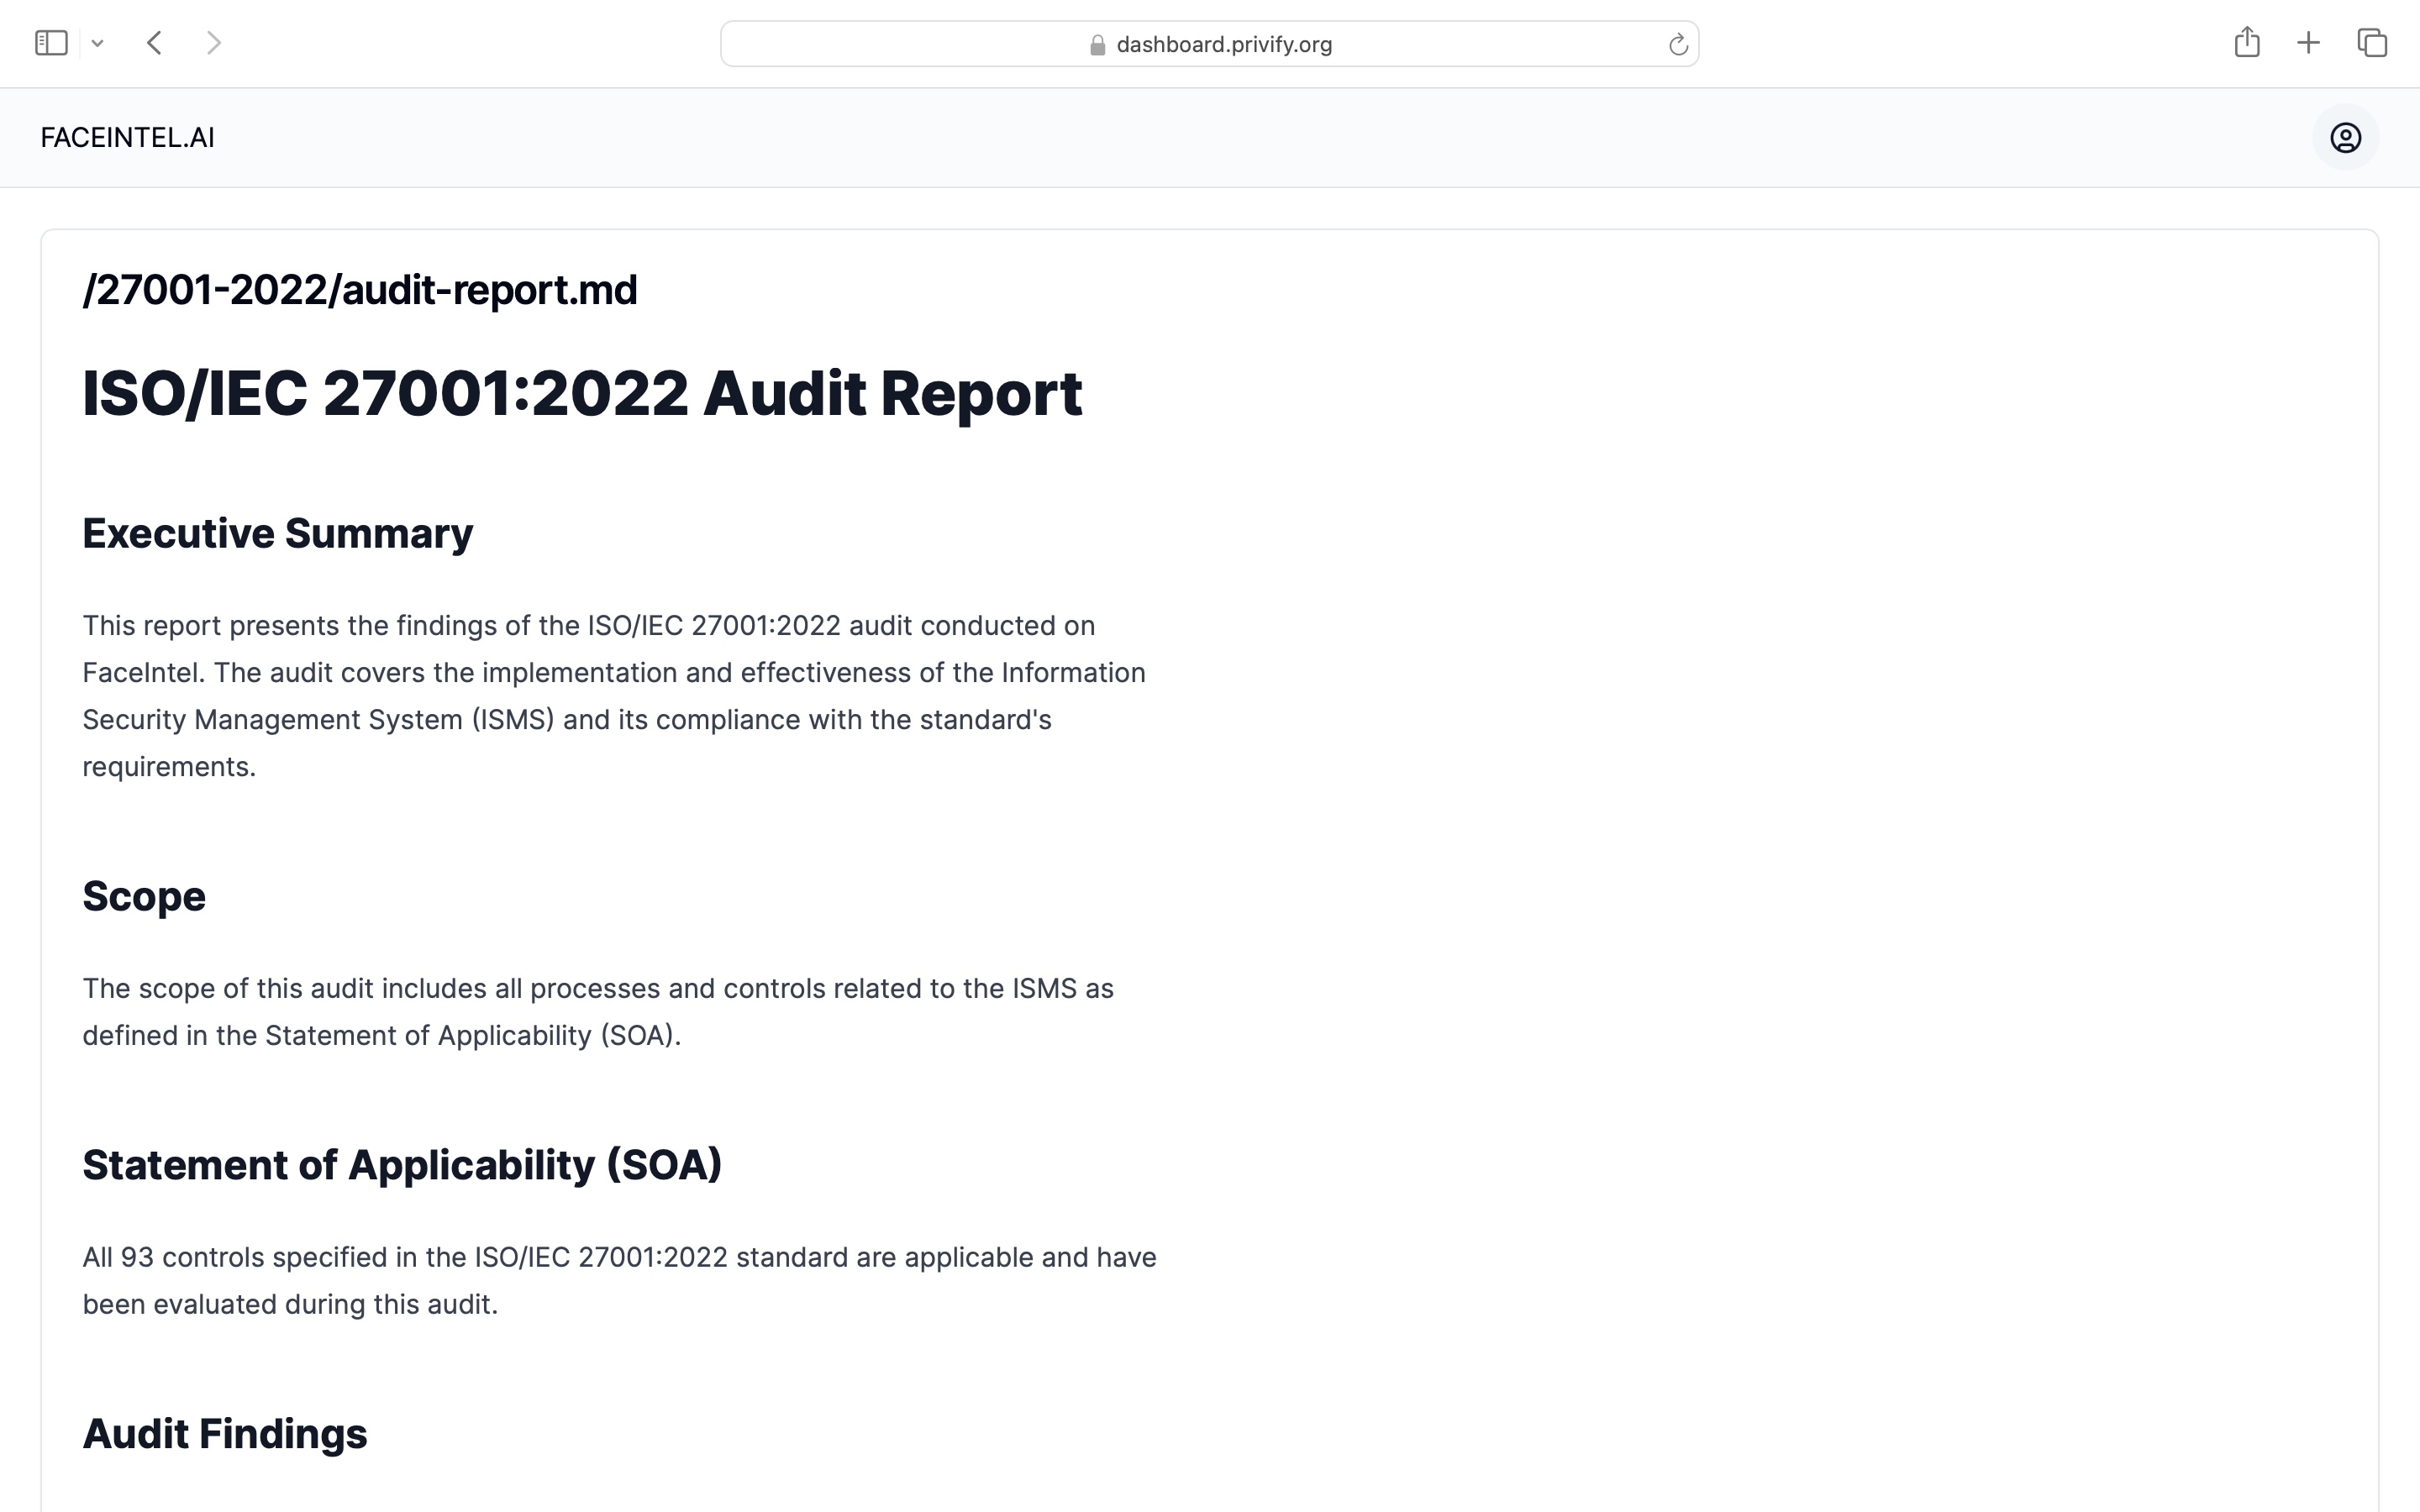 dashboard.privify.org
FACEINTEL.AI
/27001-2022/audit-report.md
ISO/IEC 27001:2022 Audit Report
Executive Summary
This report presents the findings of the ISO/IEC 27001:2022 audit conducted on
FaceIntel. The audit covers the implementation and effectiveness of the Information
Security Management System (ISMS) and its compliance with the standard's
requirements.
Scope
The scope of this audit includes all processes and controls related to the ISMS as
defined in the Statement of Applicability (SOA).
Statement of Applicability (SOA)
All 93 controls specified in the ISO/IEC 27001:2022 standard are applicable and have
been evaluated during this audit.
Audit Findings